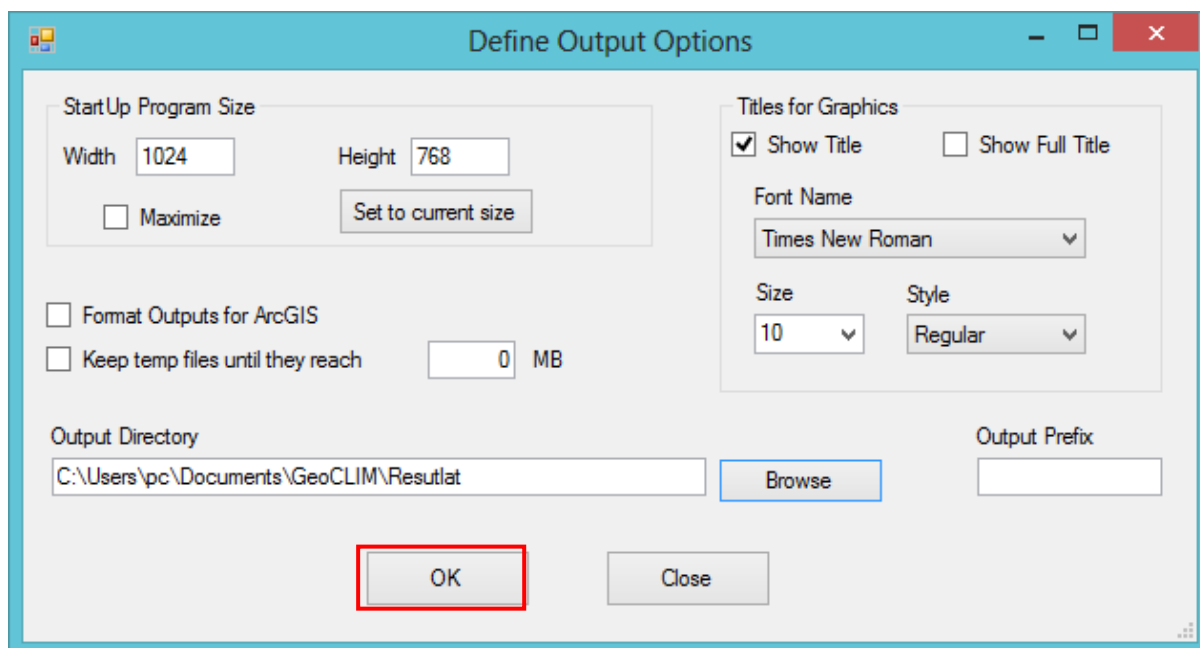 Define Output Options
StartUp Program Size
Width 1024 Height 768
Maximize Set to current size
Titles for Graphics
Show Title Show Full Title
Font Name
Times New Roman
Size Style
10 Regular
Format Outputs for ArcGIS
Keep temp files until they reach 0 MB
Output Directory Output Prefix
C:\Users\pc\Documents\GeoCLIM\Resutlat Browse
OK Close